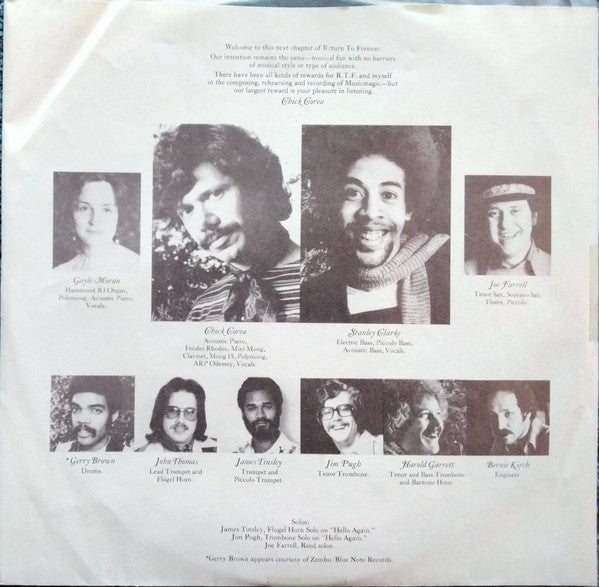 Welcome to this next chapter of Return To Forever.
Our intention remains the same—musical fun with no barriers
of musical style or type of audience.
There have been all kinds of rewards for R.T.F. and myself
in the composing, rehearsing and recording of Musicmagic—but
our largest reward is your pleasure in listening.
Chick Corea
Gayle Moran
Hammond B3 Organ,
Polymoog, Acoustic Piano,
Vocals.
Chick Corea
Acoustic Piano,
Fender Rhodes, Mini Moog,
Clavinet, Moog 15, Polymoog,
ARP Odessey, Vocals.
Stanley Clarke
Electric Bass, Piccolo Bass,
Acoustic Bass, Vocals.
Joe Farrell
Tenor Sax, Soprano Sax,
Flutes, Piccolo.
*Gerry Brown
Drums.
John Thomas
Lead Trumpet and
Flugel Horn.
James Tinsley
Trumpet and
Piccolo Trumpet.
Jim Pugh
Tenor Trombone.
Harold Garrett
Tenor and Bass Trombone
and Baritone Horn.
Bernie Kirsh
Engineer
Solos:
James Tinsley, Flugel Horn Solo on "Hello Again."
Jim Pugh, Trombone Solo on "Hello Again."
Joe Farrell, Reed solos.
*Gerry Brown appears courtesy of Zembu/Blue Note Records.